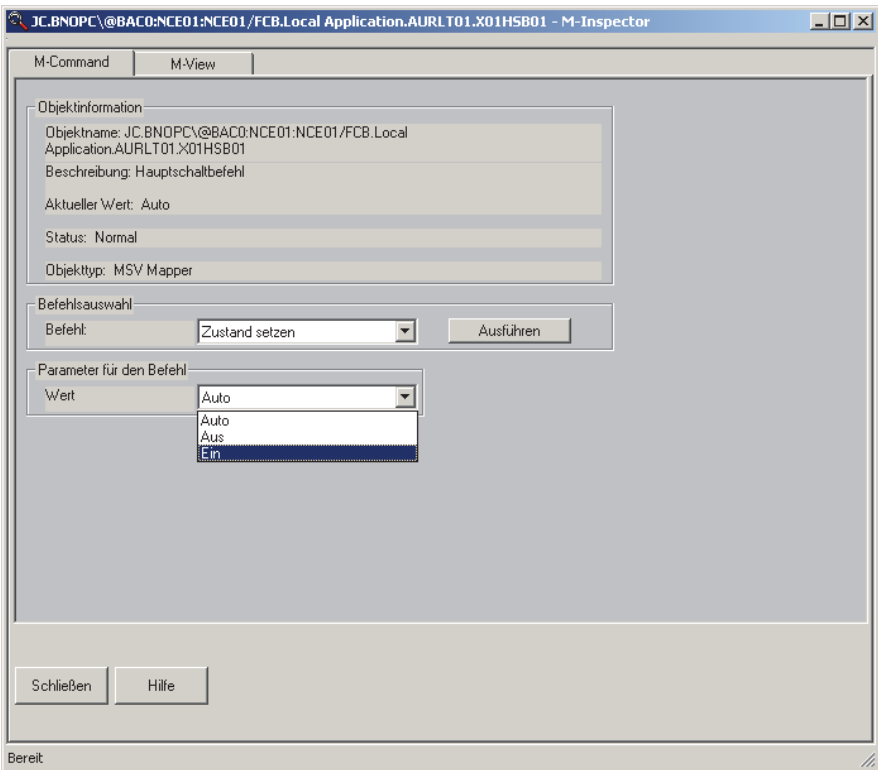 JC.BNOPC\@BAC0:NCE01:NCE01/FCB.Local Application.AURLT01.X01HSB01 - M-Inspector
M-Command M-View
Objektinformation
Objektname: JC.BNOPC\@BAC0:NCE01:NCE01/FCB.Local
Application.AURLT01.X01HSB01
Beschreibung: Hauptschaltbefehl
Aktueller Wert: Auto
Status: Normal
Objekttyp: MSV Mapper
Befehlsauswahl
Befehl: Zustand setzen Ausführen
Parameter für den Befehl
Wert Auto
Auto
Aus
Ein
Schließen Hilfe
Bereit